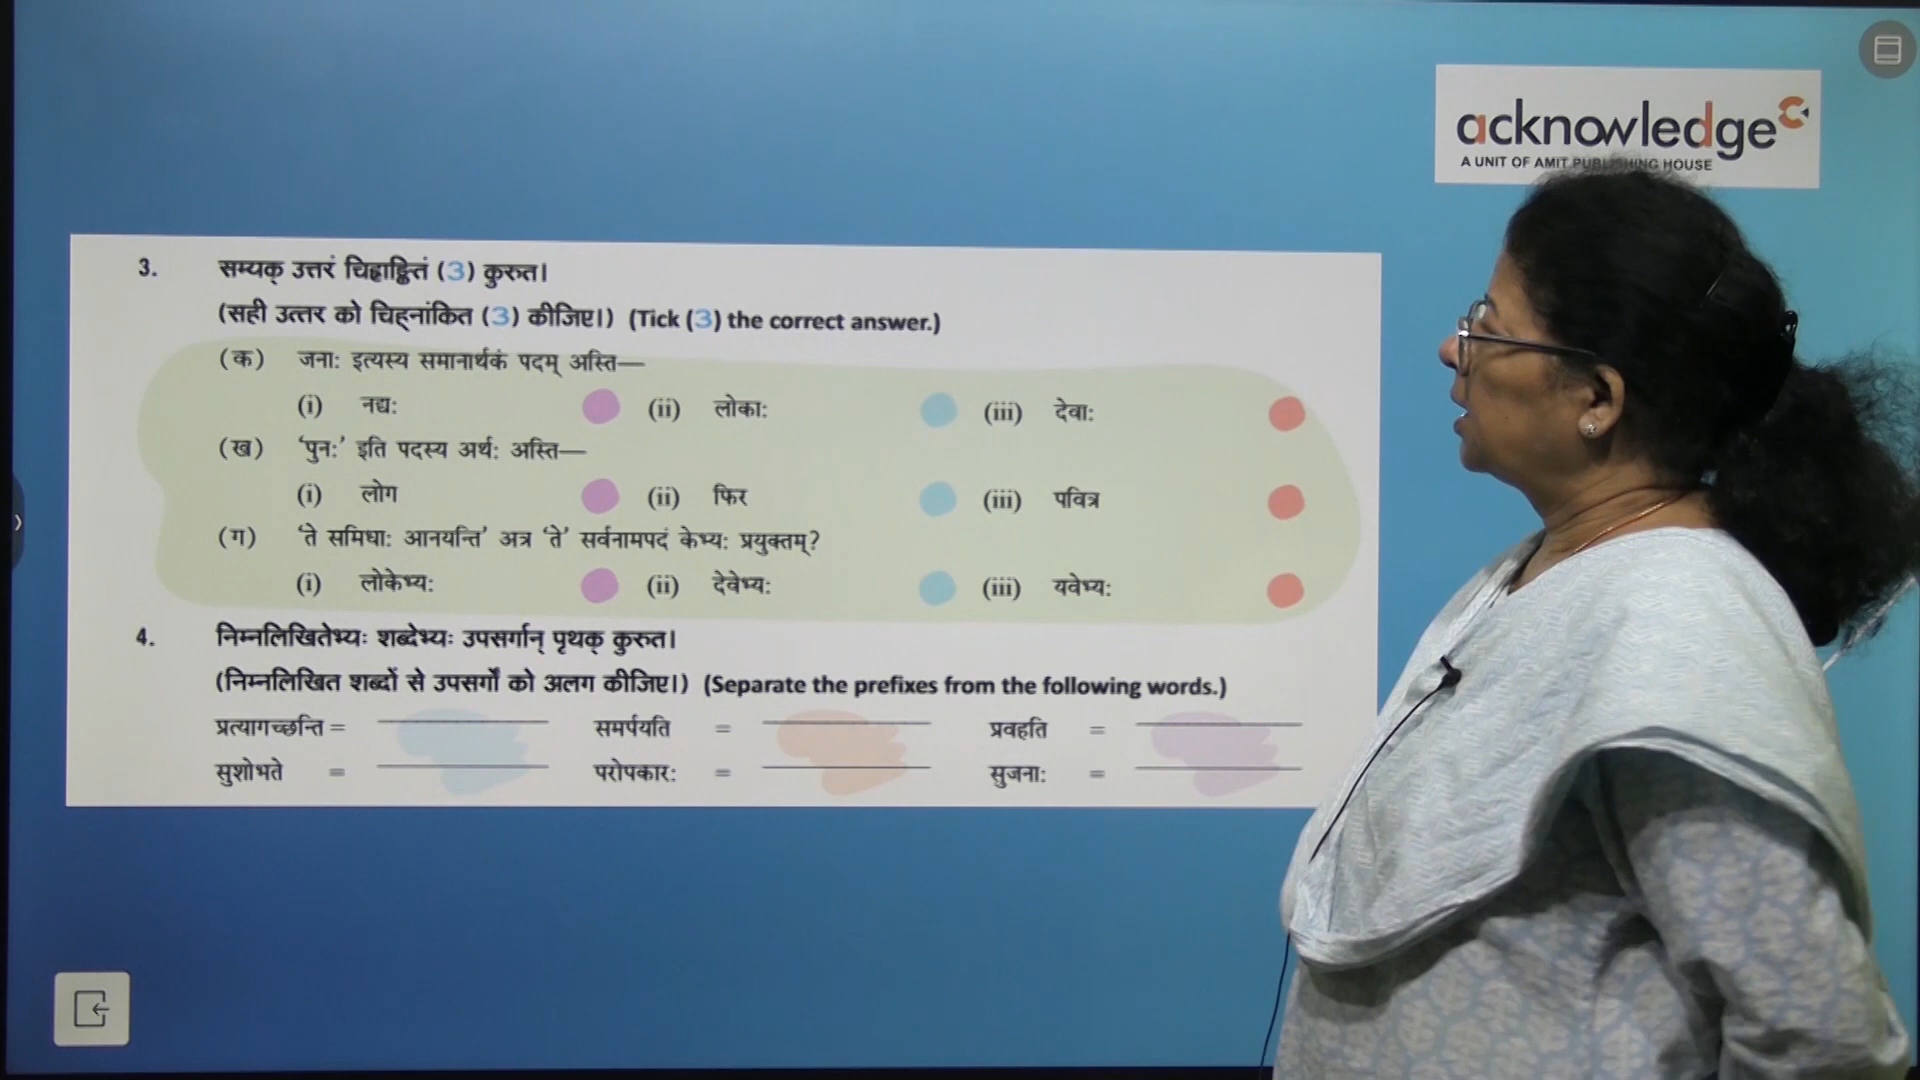 acknowledge
A UNIT OF AMIT PUBLISHING HOUSE
3. सम्यक् उत्तरं चिह्नाङ्कितं (3) कुरुत।
(सही उत्तर को चिह्नांकित (3) कीजिए।) (Tick (3) the correct answer.)
(क) जना: इत्यस्य समानार्थकं पदम् अस्ति—
(i) नद्य: (ii) लोका: (iii) देवा:
(ख) ‘पुन:’ इति पदस्य अर्थ: अस्ति—
(i) लोग (ii) फिर (iii) पवित्र
(ग) ‘ते समिधा: आनयन्ति’ अत्र ‘ते’ सर्वनामपदं केभ्य: प्रयुक्तम्?
(i) लोकेभ्य: (ii) देवेभ्य: (iii) यवेभ्य:
4. निम्नलिखितेभ्य: शब्देभ्य: उपसर्गान् पृथक् कुरुत।
(निम्नलिखित शब्दों से उपसर्गों को अलग कीजिए।) (Separate the prefixes from the following words.)
प्रत्यागच्छन्ति = समर्पयति = प्रवहति =
सुशोभते = परोपकार: = सुजना: =